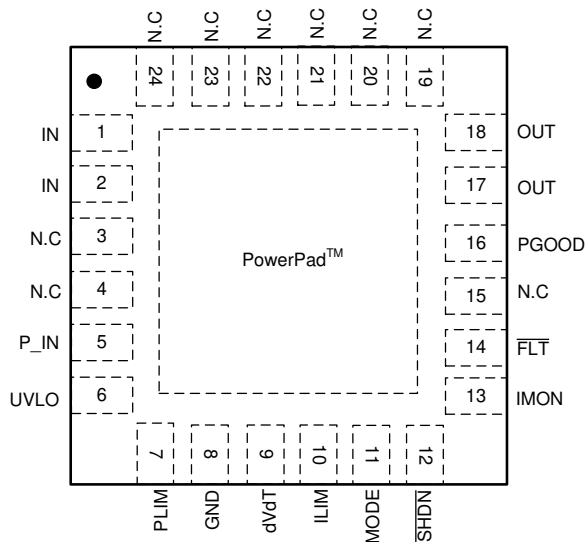 N.C N.C N.C N.C N.C N.C
24 23 22 21 20 19
IN 1 18 OUT
IN 2 17 OUT
N.C 3 16 PGOOD
PowerPad™
N.C 4 15 N.C
P_IN 5 14 FLT
UVLO 6 13 IMON
7 8 9 10 11 12
PLIM GND dVdT ILIM MODE SHDN